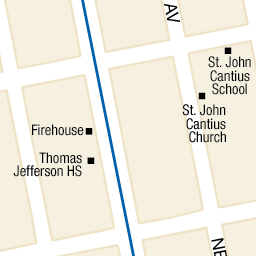 AV
St. John
Cantius
School
St. John
Cantius
Church
Firehouse
Thomas
Jefferson HS
NE